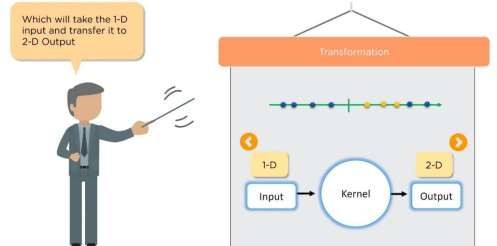 Which will take the 1-D
input and transfer it to
2-D Output
Transformation
1-D
2-D
Input
Kernel
Output